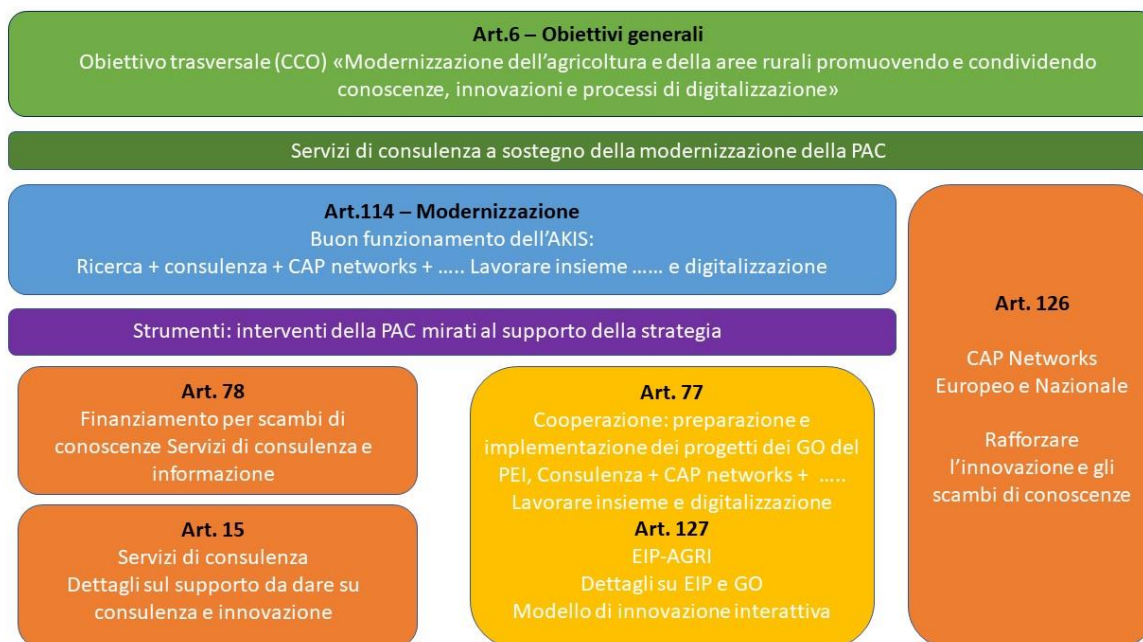 Art.6 – Obiettivi generali
Obiettivo trasversale (CCO) «Modernizzazione dell’agricoltura e della aree rurali promuovendo e condividendo
conoscenze, innovazioni e processi di digitalizzazione»
Servizi di consulenza a sostegno della modernizzazione della PAC
Art.114 – Modernizzazione
Buon funzionamento dell’AKIS:
Ricerca + consulenza + CAP networks + ..... Lavorare insieme ...... e digitalizzazione
Strumenti: interventi della PAC mirati al supporto della strategia
Art. 78
Finanziamento per scambi di
conoscenze Servizi di consulenza e
informazione
Art. 15
Servizi di consulenza
Dettagli sul supporto da dare su
consulenza e innovazione
Art. 77
Cooperazione: preparazione e
implementazione dei progetti dei GO del
PEI, Consulenza + CAP networks + .....
Lavorare insieme e digitalizzazione
Art. 127
EIP-AGRI
Dettagli su EIP e GO
Modello di innovazione interattiva
Art. 126
CAP Networks
Europeo e Nazionale
Rafforzare
l’innovazione e gli
scambi di conoscenze